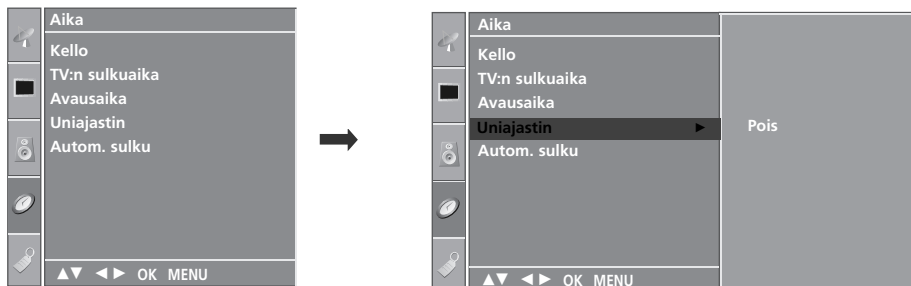 Aika
Kello
TV:n sulkuaika
Avausaika
Uniajastin
Autom. sulku
▲▼ ◄► OK MENU
Aika
Kello
TV:n sulkuaika
Avausaika
Uniajastin ► Pois
Autom. sulku
▲▼ ◄► OK MENU